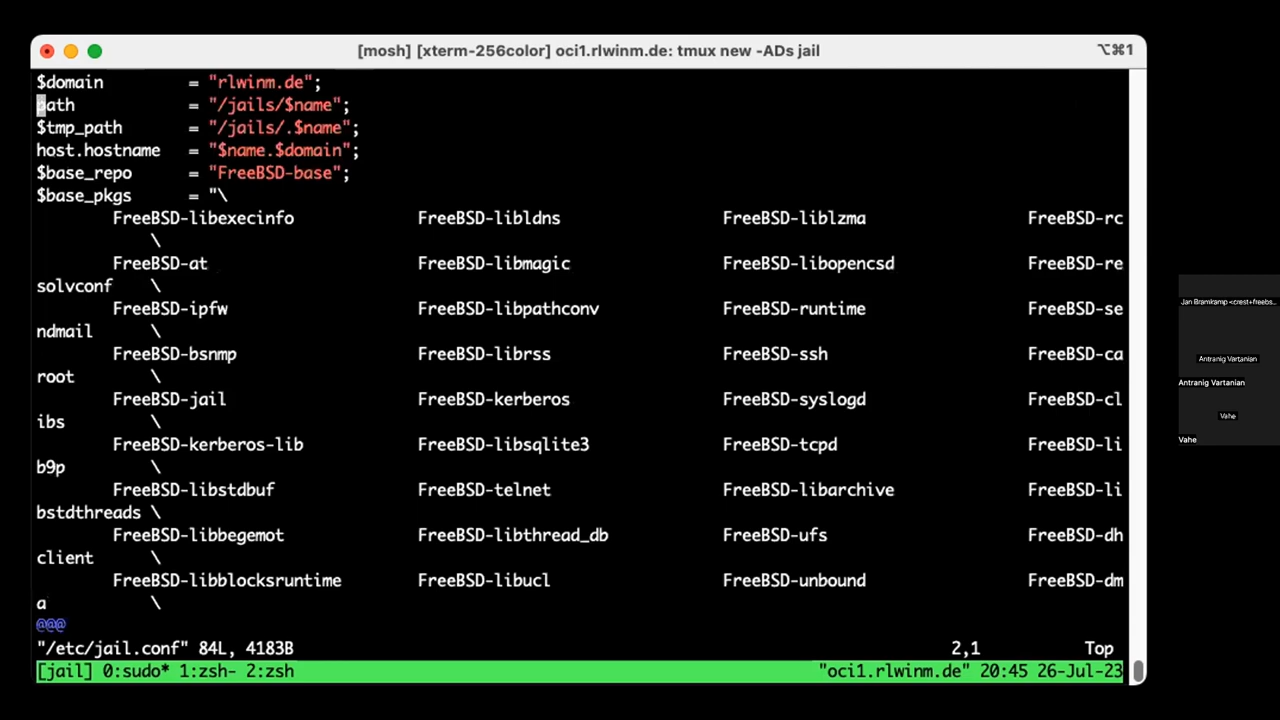 [mosh] [xterm-256color] oci1.rlwinm.de: tmux new -ADs jail
⌥⌘1
$domain = "rlwinm.de";
path = "/jails/$name";
$tmp_path = "/jails/.$name";
host.hostname = "$name.$domain";
$base_repo = "FreeBSD-base";
$base_pkgs = "\
FreeBSD-libexecinfo FreeBSD-libldns FreeBSD-liblzma FreeBSD-rc
\
FreeBSD-at FreeBSD-libmagic FreeBSD-libopencsd FreeBSD-re
solvconf \
FreeBSD-ipfw FreeBSD-libpathconv FreeBSD-runtime FreeBSD-se
ndmail \
FreeBSD-bsnmp FreeBSD-librss FreeBSD-ssh FreeBSD-ca
root \
FreeBSD-jail FreeBSD-kerberos FreeBSD-syslogd FreeBSD-cl
ibs \
FreeBSD-kerberos-lib FreeBSD-libsqlite3 FreeBSD-tcpd FreeBSD-li
b9p \
FreeBSD-libstdbuf FreeBSD-telnet FreeBSD-libarchive FreeBSD-li
bstdthreads \
FreeBSD-libbegemot FreeBSD-libthread_db FreeBSD-ufs FreeBSD-dh
client \
FreeBSD-libblocksruntime FreeBSD-libucl FreeBSD-unbound FreeBSD-dm
a \
@@@
"/etc/jail.conf" 84L, 4183B 2,1 Top
[jail] 0:sudo* 1:zsh- 2:zsh "oci1.rlwinm.de" 20:45 26-Jul-23
Jan Bramkamp <crest+freebs...
Antranig Vartanian
Antranig Vartanian
Vahe
Vahe